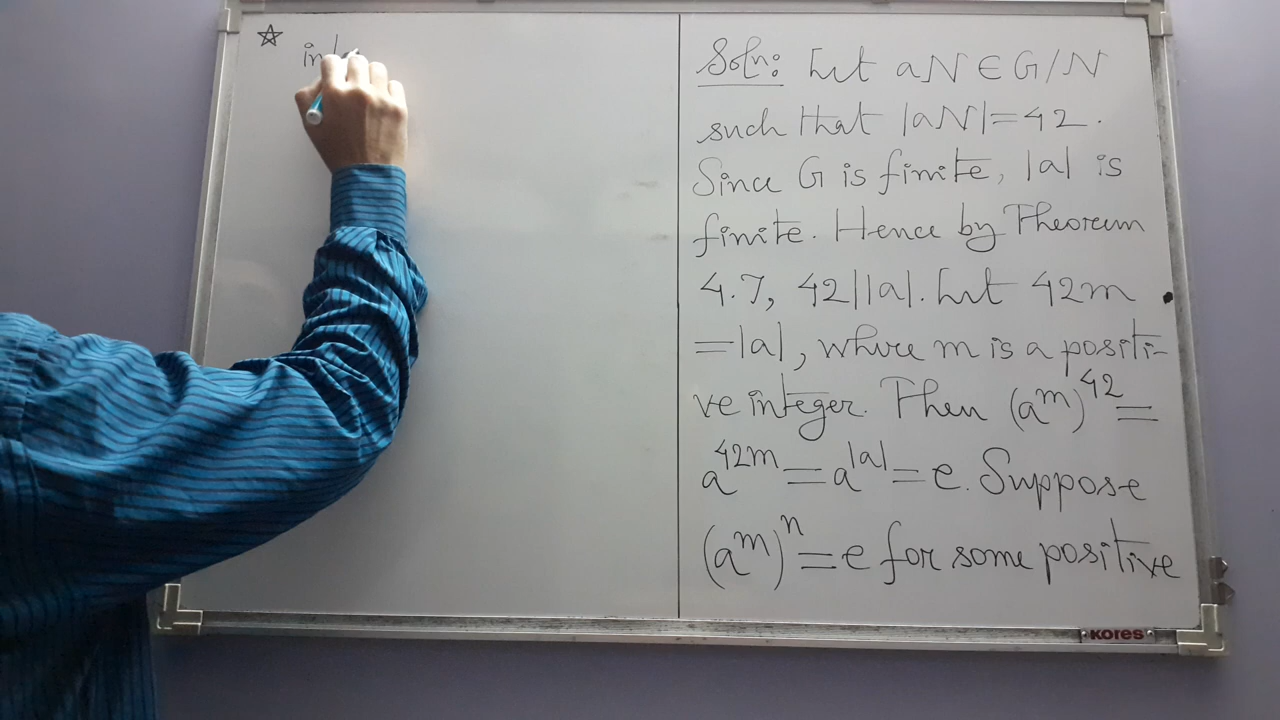 ☆
Soln: Let aN ∈ G/N
such that |aN|=42.
Since G is finite, |a| is
finite. Hence by Theorem
4.7, 42||a|. Let 42m
=|a|, where m is a positi-
ve integer. Then (a^m)^42 =
a^42m = a^|a| = e. Suppose
(a^m)^n = e for some positive
KORES